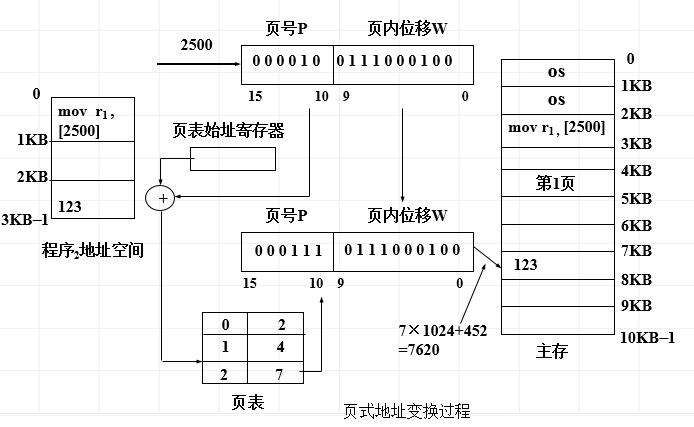 页号P 页内位移W
2500
000010 0111000100
15 10 9 0
0
mov r1,
[2500]
1KB
2KB
123
3KB–1
程序2地址空间
页表始址寄存器
+
页号P 页内位移W
000111 0111000100
15 10 9 0
7×1024+452
=7620
0 2
1 4
2 7
页表
0
os
1KB
os
2KB
mov r1, [2500]
3KB
4KB
第1页
5KB
6KB
7KB
123
8KB
9KB
10KB–1
主存
页式地址变换过程